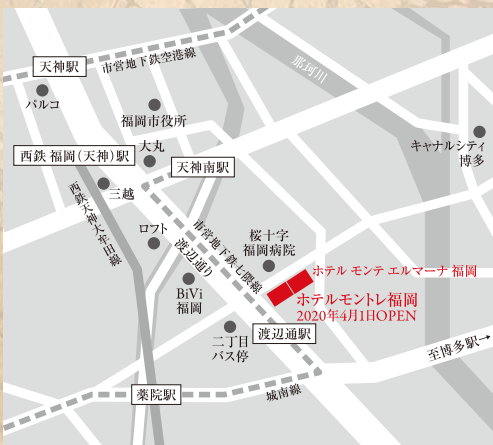 天神駅
市営地下鉄空港線
那珂川
パルコ
福岡市役所
キャナルシティ
博多
大丸
西鉄 福岡(天神)駅
天神南駅
三越
西鉄天神大牟田線
ロフト
渡辺通り
市営地下鉄七隈線
桜十字
福岡病院
ホテル モンテ エルマーナ 福岡
BiVi
福岡
ホテルモントレ福岡
2020年4月1日OPEN
二丁目
バス停
渡辺通駅
至博多駅→
薬院駅
城南線